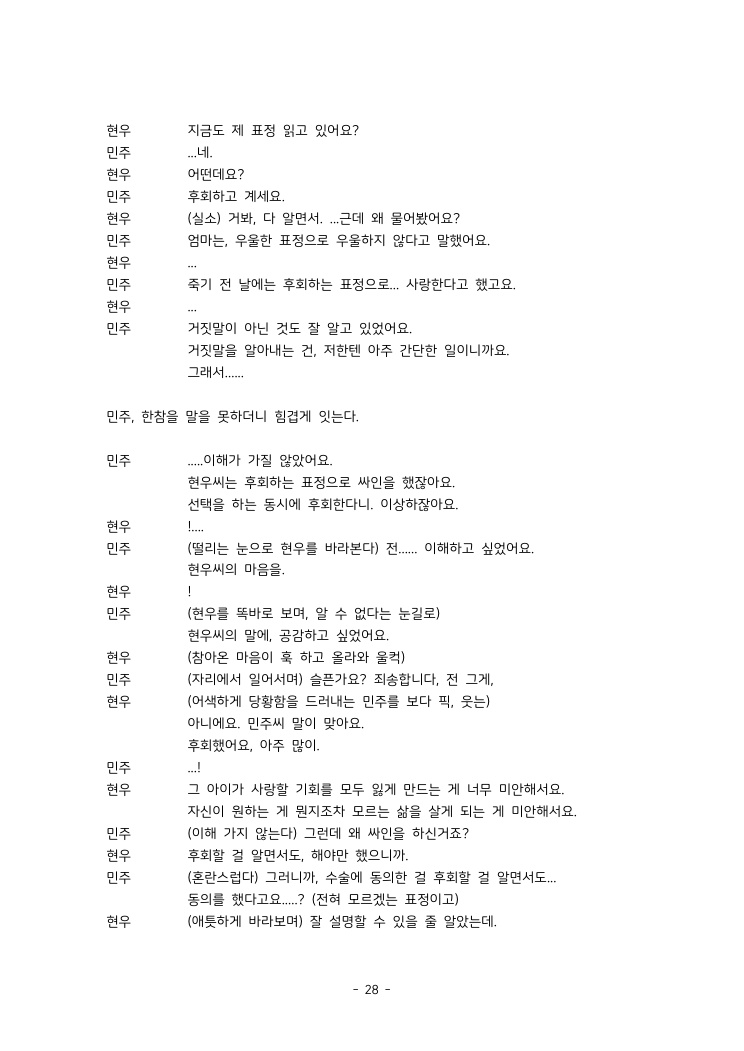 현우 지금도 제 표정 읽고 있어요?
민주 ...네.
현우 어떤데요?
민주 후회하고 계세요.
현우 (실소) 거봐, 다 알면서. ...근데 왜 물어봤어요?
민주 엄마는, 우울한 표정으로 우울하지 않다고 말했어요.
현우 ...
민주 죽기 전 날에는 후회하는 표정으로... 사랑한다고 했고요.
현우 ...
민주 거짓말이 아닌 것도 잘 알고 있었어요.
거짓말을 알아내는 건, 저한텐 아주 간단한 일이니까요.
그래서......
민주, 한참을 말을 못하더니 힘겹게 잇는다.
민주 .....이해가 가질 않았어요.
현우씨는 후회하는 표정으로 싸인을 했잖아요.
선택을 하는 동시에 후회한다니. 이상하잖아요.
현우 !....
민주 (떨리는 눈으로 현우를 바라본다) 전...... 이해하고 싶었어요.
현우씨의 마음을.
현우 !
민주 (현우를 똑바로 보며, 알 수 없다는 눈길로)
현우씨의 말에, 공감하고 싶었어요.
현우 (참아온 마음이 훅 하고 올라와 울컥)
민주 (자리에서 일어서며) 슬픈가요? 죄송합니다, 전 그게,
현우 (어색하게 당황함을 드러내는 민주를 보다 픽, 웃는)
아니에요. 민주씨 말이 맞아요.
후회했어요, 아주 많이.
민주 ...!
현우 그 아이가 사랑할 기회를 모두 잃게 만드는 게 너무 미안해서요.
자신이 원하는 게 뭔지조차 모르는 삶을 살게 되는 게 미안해서요.
민주 (이해 가지 않는다) 그런데 왜 싸인을 하신거죠?
현우 후회할 걸 알면서도, 해야만 했으니까.
민주 (혼란스럽다) 그러니까, 수술에 동의한 걸 후회할 걸 알면서도...
동의를 했다고요.....? (전혀 모르겠는 표정이고)
현우 (애틋하게 바라보며) 잘 설명할 수 있을 줄 알았는데.
- 28 -